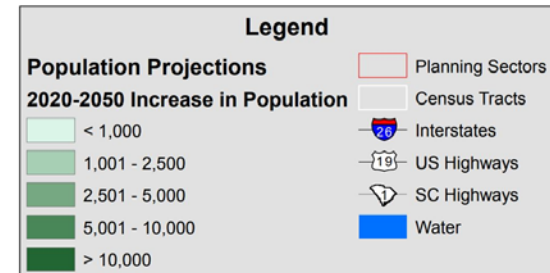 Legend
Population Projections
2020-2050 Increase in Population
< 1,000
1,001 - 2,500
2,501 - 5,000
5,001 - 10,000
> 10,000
Planning Sectors
Census Tracts
26 Interstates
19 US Highways
1 SC Highways
Water